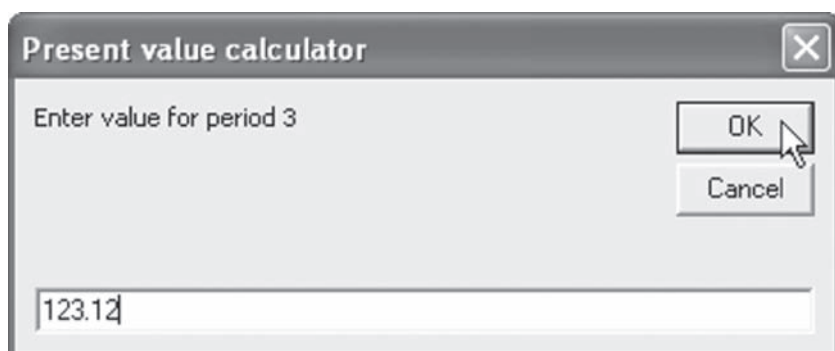 Present value calculator
Enter value for period 3
OK
Cancel
123.12